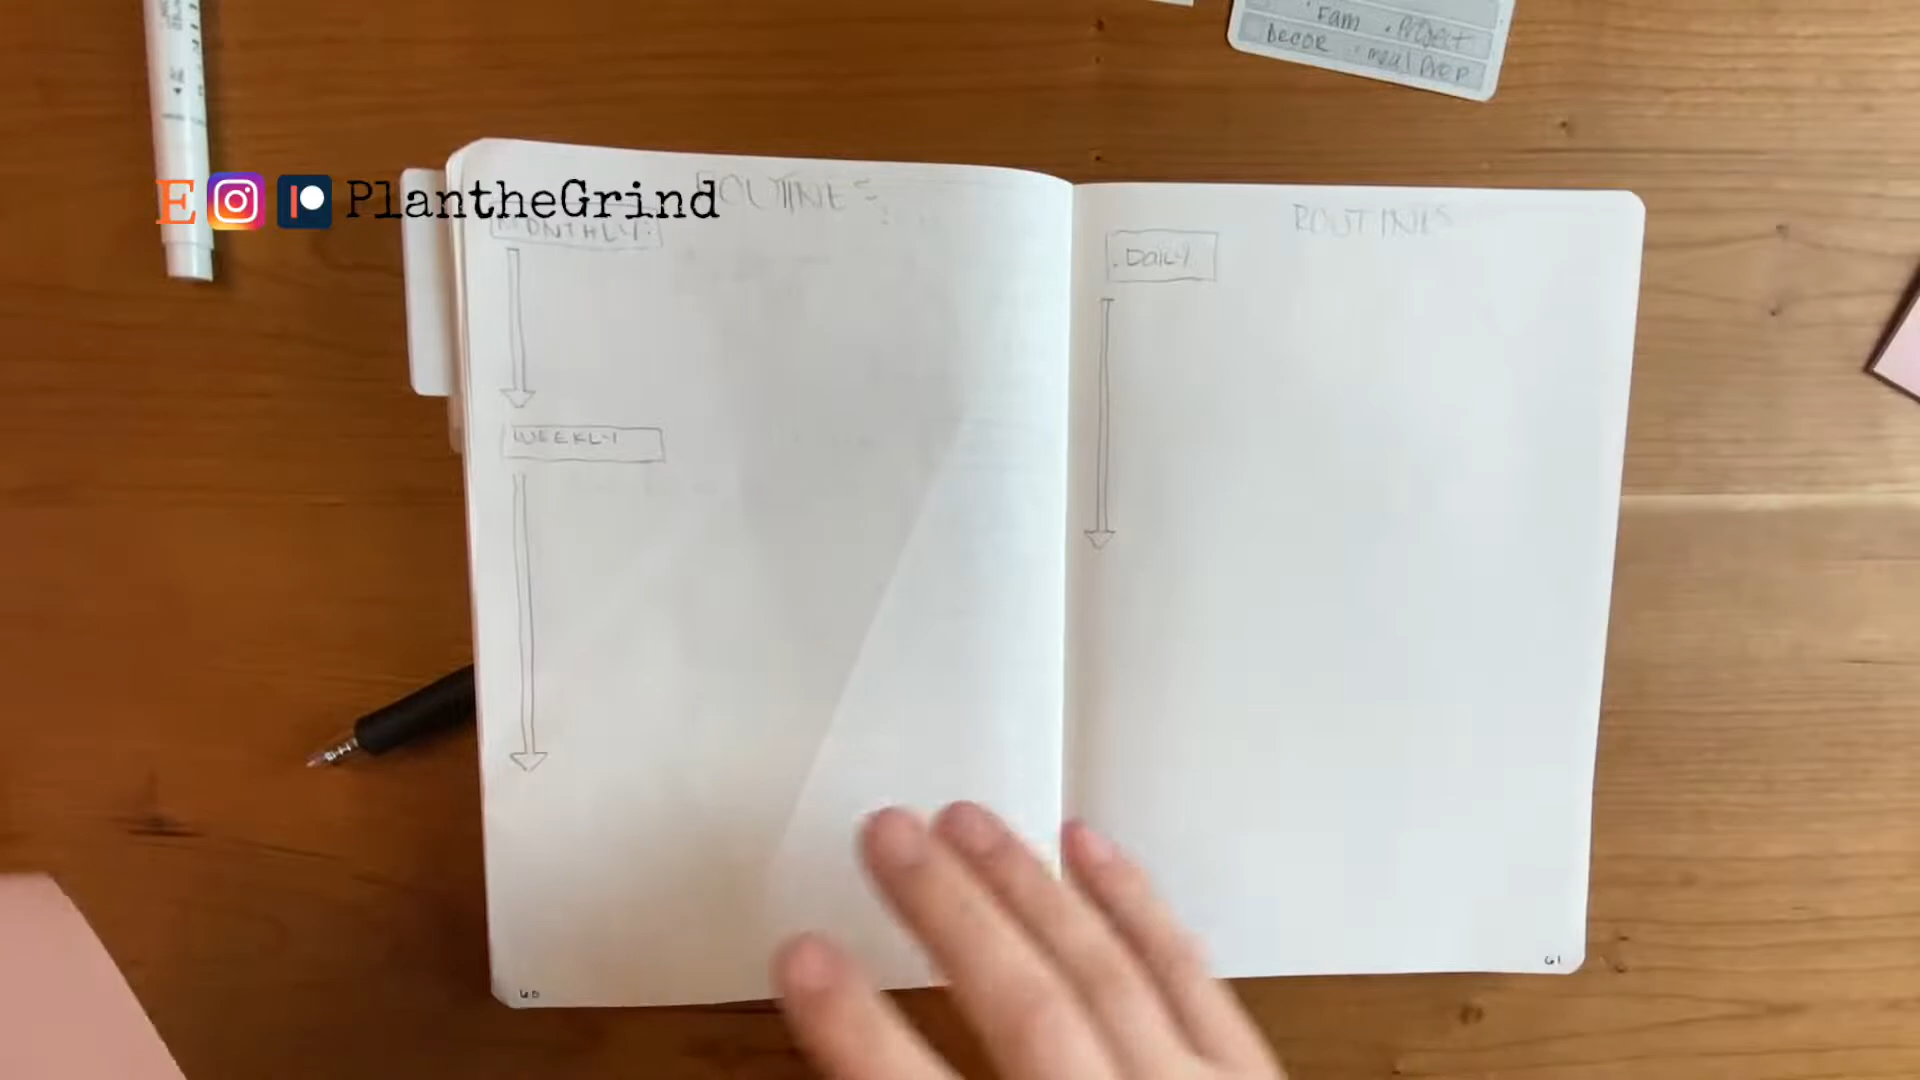 Fam . Project
Decor . meal prep
E PlantheGrind
ROUTINES
MONTHLY:
WEEKLY
60
ROUTINES
. Daily
61